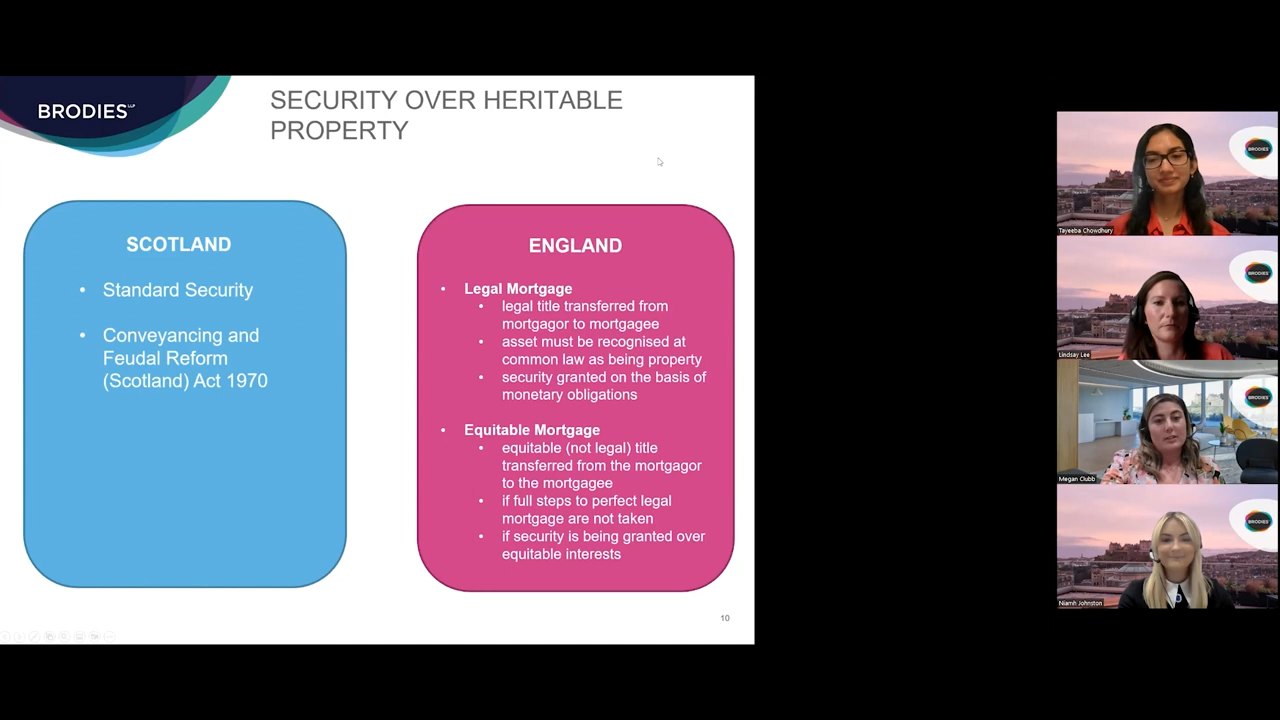 BRODIES LLP
SECURITY OVER HERITABLE
PROPERTY
SCOTLAND
• Standard Security
• Conveyancing and
Feudal Reform
(Scotland) Act 1970
ENGLAND
• Legal Mortgage
• legal title transferred from
mortgagor to mortgagee
• asset must be recognised at
common law as being property
• security granted on the basis of
monetary obligations
• Equitable Mortgage
• equitable (not legal) title
transferred from the mortgagor
to the mortgagee
• if full steps to perfect legal
mortgage are not taken
• if security is being granted over
equitable interests
10
BRODIES
Tayeeba Chowdhury
BRODIES
Lindsay Lee
BRODIES
Megan Clubb
BRODIES
Niamh Johnston